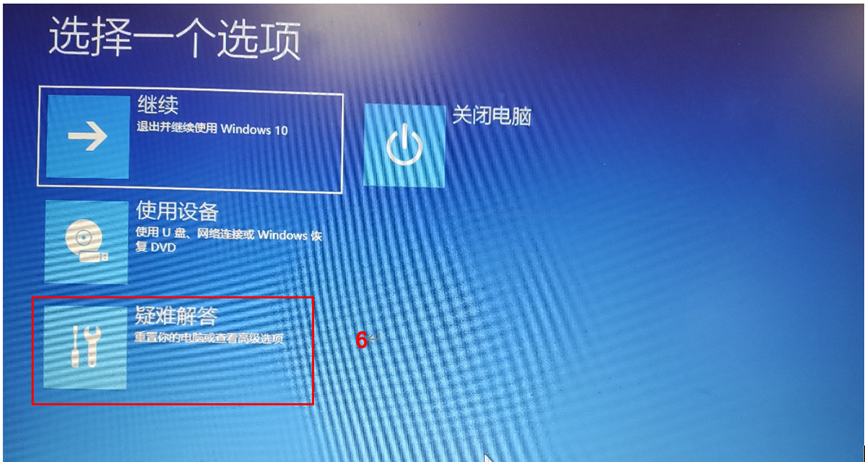 选择一个选项
继续
退出并继续使用 Windows 10
关闭电脑
使用设备
使用 U 盘、网络连接或 Windows 恢
复 DVD
疑难解答
重置你的电脑或查看高级选项
6